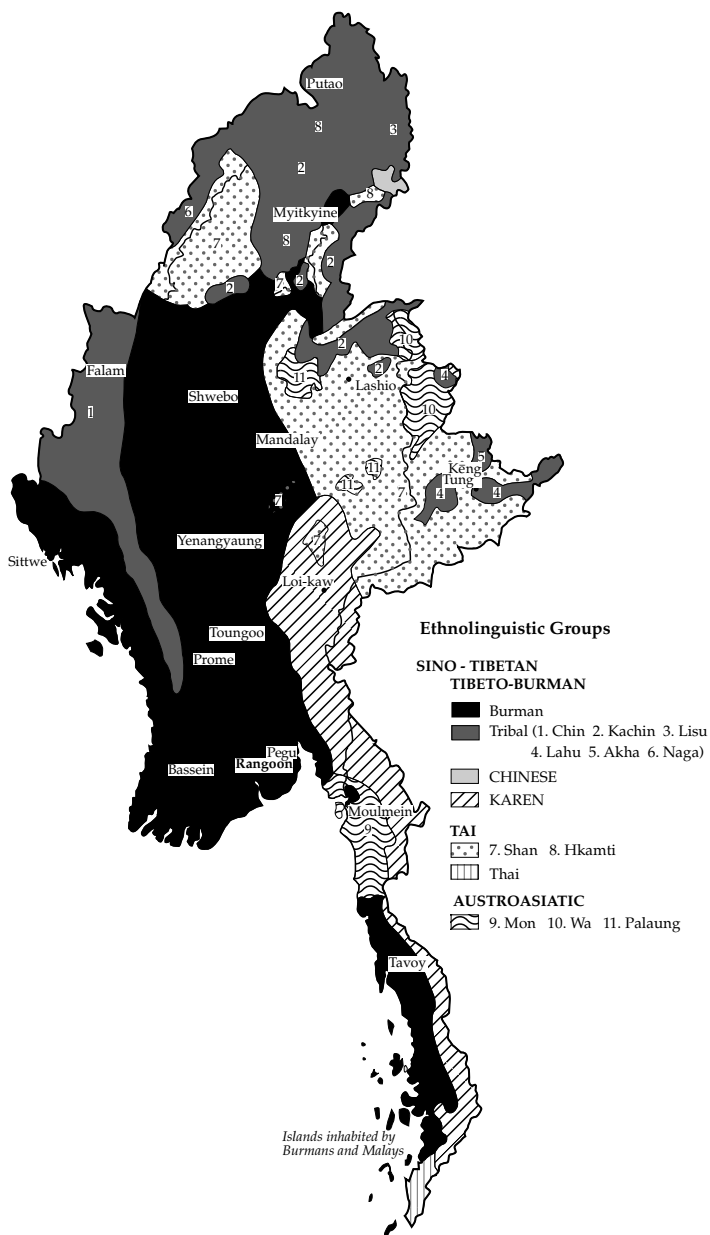 Putao
8
3
2
8
6
Myitkyine
7
8
2
2
7
2
10
2
11
2
4
Falam
Lashio
Shwebo
10
1
Mandalay
5
11
Keng
Tung
11
4
4
7
7
Yenangyaung
7
Sittwe
Loi-kaw
Toungoo
Prome
Pegu
Rangoon
Bassein
Moulmein
9
Tavoy
Islands inhabited by
Burmans and Malays
Ethnolinguistic Groups
SINO - TIBETAN
TIBETO-BURMAN
Burman
Tribal (1. Chin 2. Kachin 3. Lisu
4. Lahu 5. Akha 6. Naga)
CHINESE
KAREN
TAI
7. Shan 8. Hkamti
Thai
AUSTROASIATIC
9. Mon 10. Wa 11. Palaung